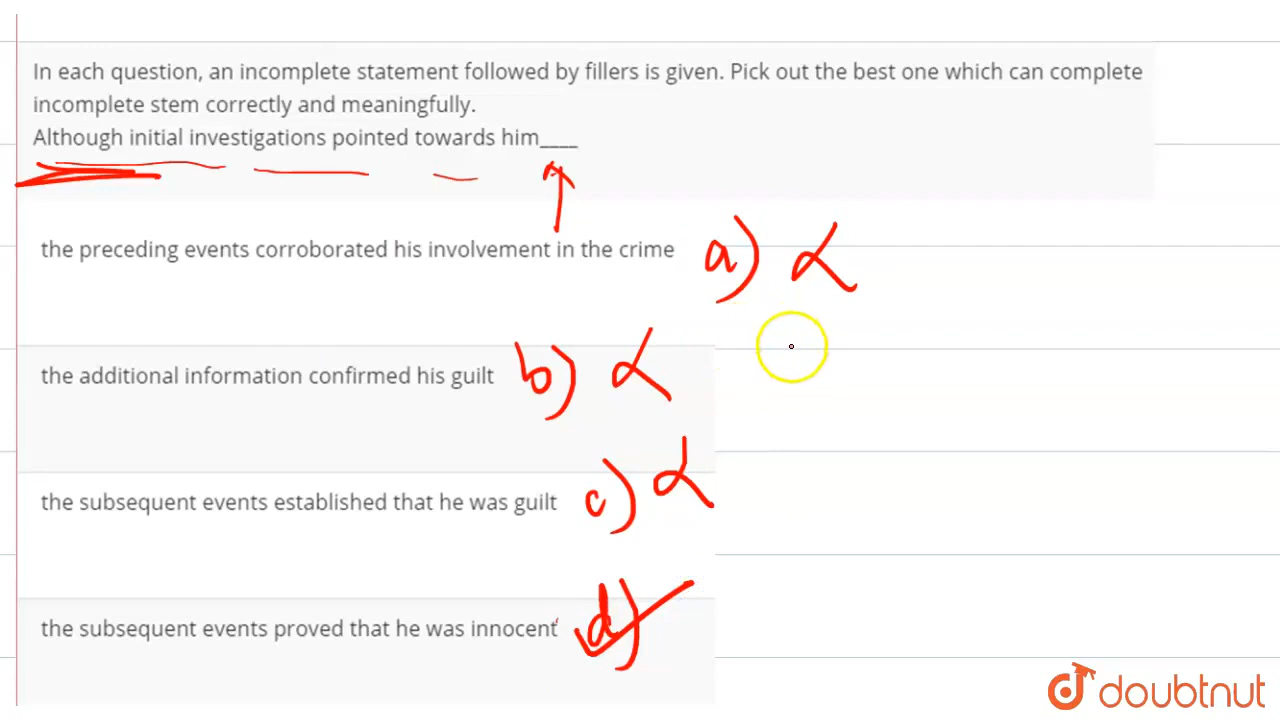 In each question, an incomplete statement followed by fillers is given. Pick out the best one which can complete
incomplete stem correctly and meaningfully.
Although initial investigations pointed towards him____
the preceding events corroborated his involvement in the crime a)
the additional information confirmed his guilt b)
the subsequent events established that he was guilt c)
the subsequent events proved that he was innocent d)
doubtnut